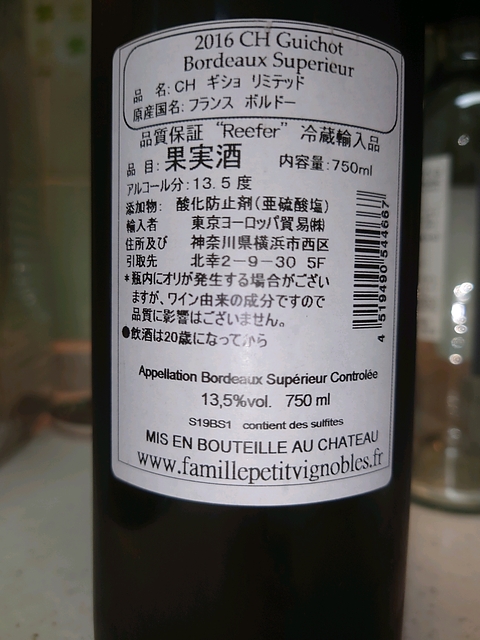 2016 CH Guichot
Bordeaux Superieur
品　名: CH　ギショ　リミテッド
原産国名: フランス　ボルドー
品質保証　“Reefer”　冷蔵輸入品
品目: 果実酒　内容量: 750ml
アルコール分: 13.5度
添加物:　酸化防止剤(亜硫酸塩)
輸入者　東京ヨーロッパ貿易㈱
住所及び　神奈川県横浜市西区
引取先　北幸2-9-30 5F
*瓶内にオリが発生する場合がござい
ますが、ワイン由来の成分ですので
品質に影響はございません。
●飲酒は20歳になってから
4 519490 544667
Appellation Bordeaux Supérieur Controlée
13,5%vol.　750 ml
S19BS1　contient des sulfites
MIS EN BOUTEILLE AU CHATEAU
www.famillepetitvignobles.fr